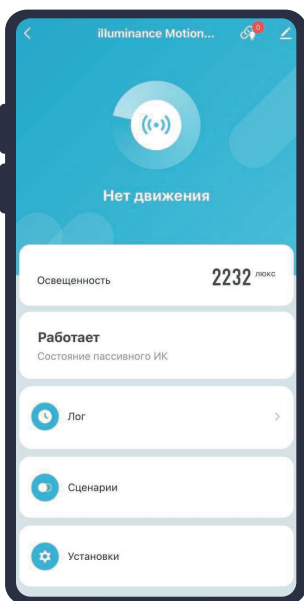 illuminance Motion...
0
Нет движения
Освещенность 2232 люкс
Работает
Состояние пассивного ИК
Лог
Сценарии
Установки